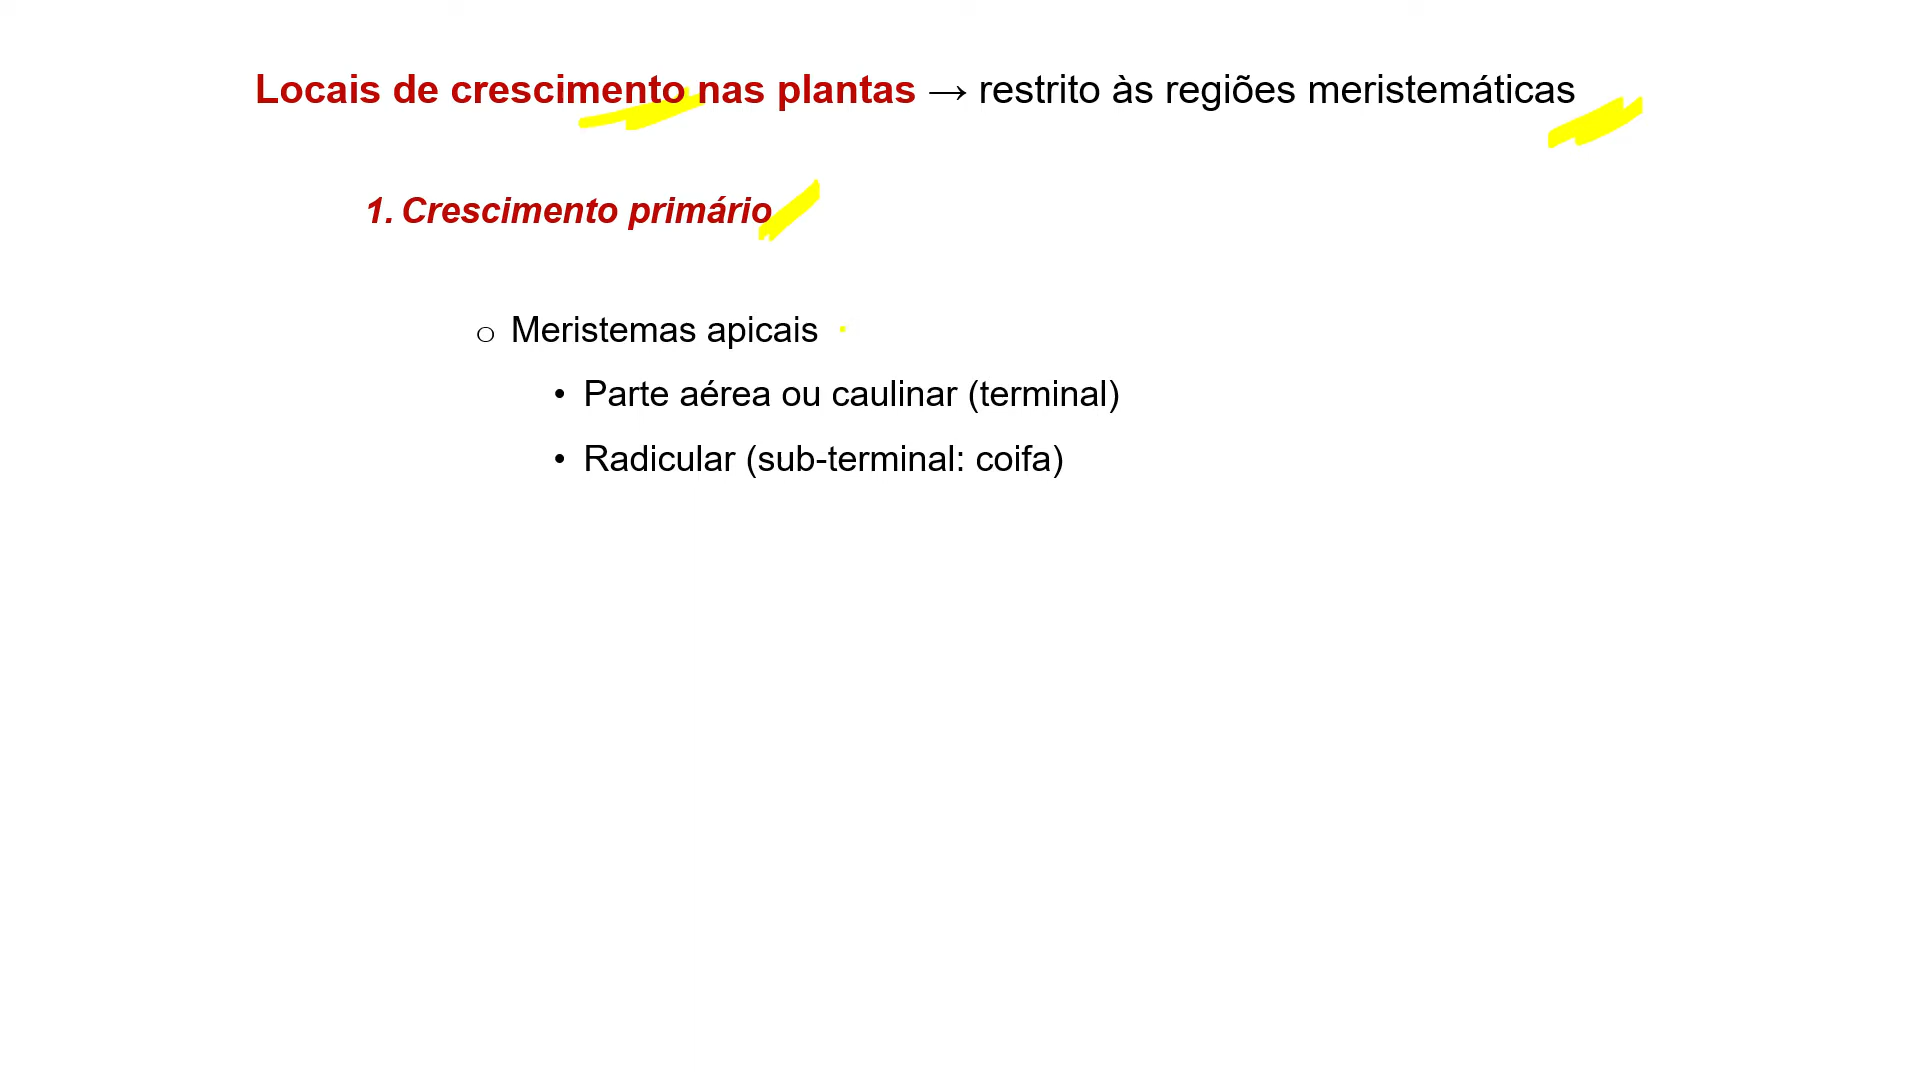 Locais de crescimento nas plantas → restrito às regiões meristemáticas
1. Crescimento primário
o Meristemas apicais
• Parte aérea ou caulinar (terminal)
• Radicular (sub-terminal: coifa)